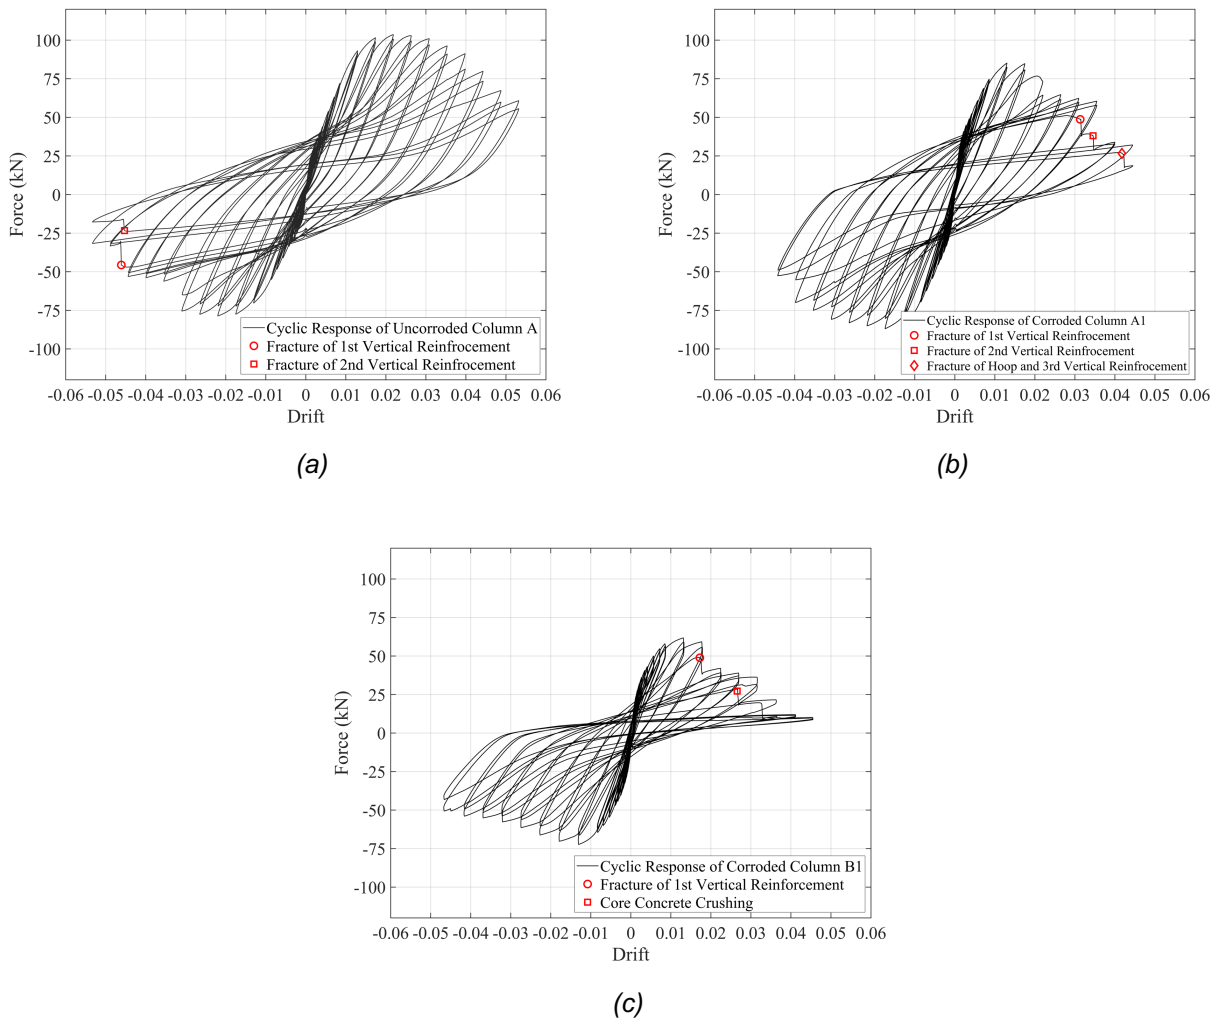 100
75
50
25
0
-25
-50
-75
-100
Force (kN)
Cyclic Response of Uncorroded Column A
Fracture of 1st Vertical Reinfrocement
Fracture of 2nd Vertical Reinfrocement
-0.06 -0.05 -0.04 -0.03 -0.02 -0.01 0 0.01 0.02 0.03 0.04 0.05 0.06
Drift
(a)
100
75
50
25
0
-25
-50
-75
-100
Force (kN)
Cyclic Response of Corroded Column A1
Fracture of 1st Vertical Reinfrocement
Fracture of 2nd Vertical Reinfrocement
Fracture of Hoop and 3rd Vertical Reinfrocement
-0.06 -0.05 -0.04 -0.03 -0.02 -0.01 0 0.01 0.02 0.03 0.04 0.05 0.06
Drift
(b)
100
75
50
25
0
-25
-50
-75
-100
Force (kN)
Cyclic Response of Corroded Column B1
Fracture of 1st Vertical Reinforcement
Core Concrete Crushing
-0.06 -0.05 -0.04 -0.03 -0.02 -0.01 0 0.01 0.02 0.03 0.04 0.05 0.06
Drift
(c)